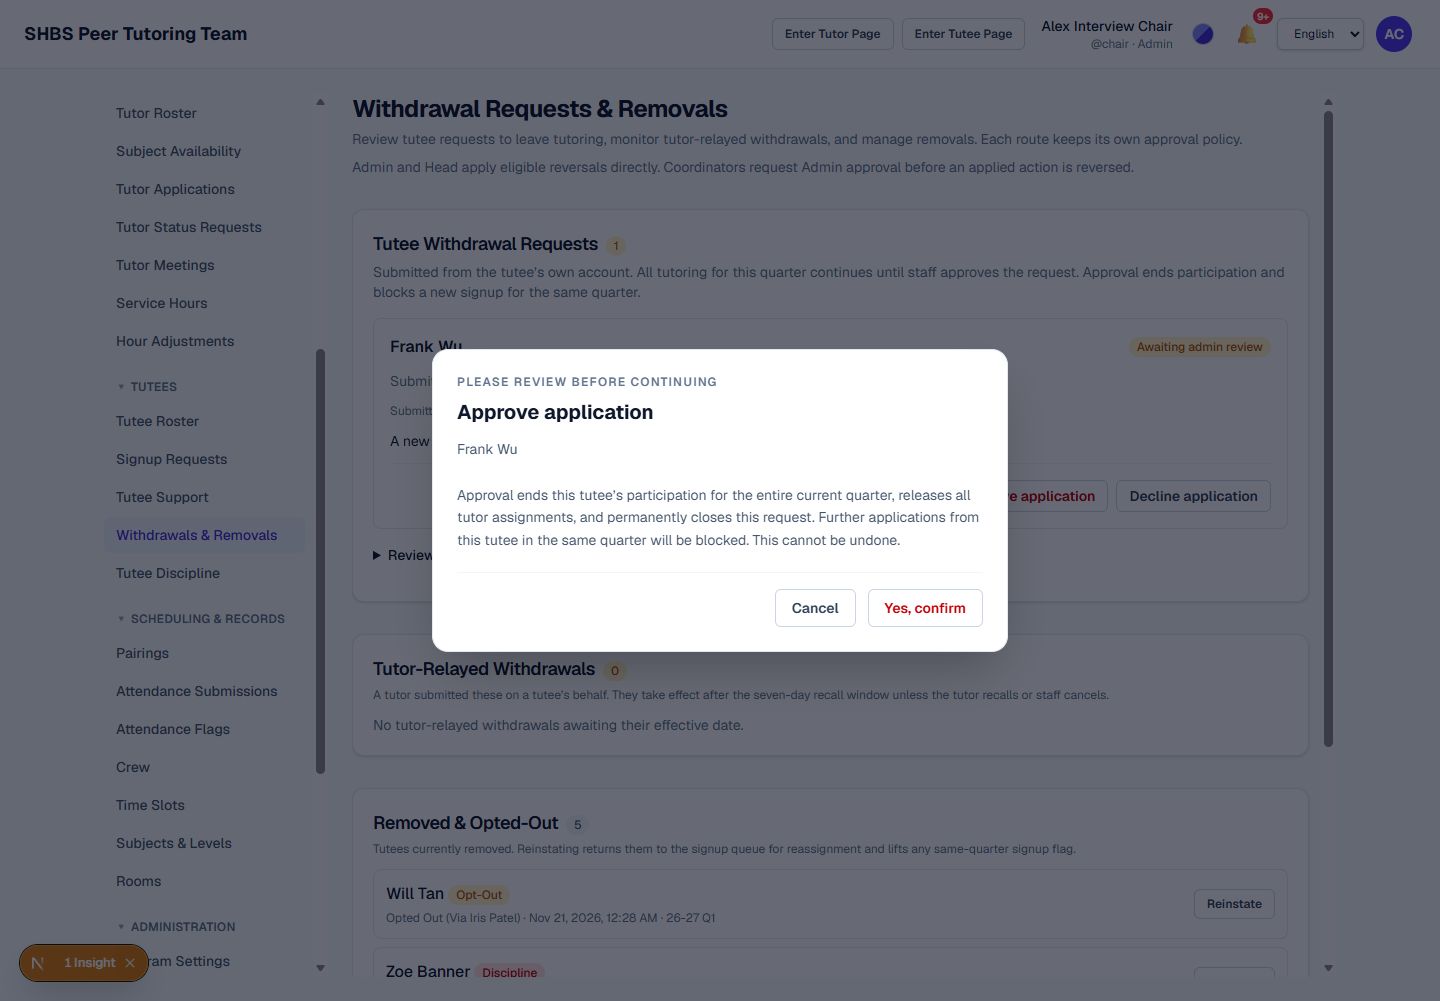 SHBS Peer Tutoring Team
Enter Tutor Page
Enter Tutee Page
Alex Interview Chair
@chair · Admin
9+
English
AC
Tutor Roster
Subject Availability
Tutor Applications
Tutor Status Requests
Tutor Meetings
Service Hours
Hour Adjustments
TUTEES
Tutee Roster
Signup Requests
Tutee Support
Withdrawals & Removals
Tutee Discipline
SCHEDULING & RECORDS
Pairings
Attendance Submissions
Attendance Flags
Crew
Time Slots
Subjects & Levels
Rooms
ADMINISTRATION
ram Settings
N 1 Insight ×
Withdrawal Requests & Removals
Review tutee requests to leave tutoring, monitor tutor-relayed withdrawals, and manage removals. Each route keeps its own approval policy.
Admin and Head apply eligible reversals directly. Coordinators request Admin approval before an applied action is reversed.
Tutee Withdrawal Requests 1
Submitted from the tutee's own account. All tutoring for this quarter continues until staff approves the request. Approval ends participation and
blocks a new signup for the same quarter.
Frank Wu
Awaiting admin review
Submi
Submitt
A new
e application
Decline application
Review
PLEASE REVIEW BEFORE CONTINUING
Approve application
Frank Wu
Approval ends this tutee's participation for the entire current quarter, releases all
tutor assignments, and permanently closes this request. Further applications from
this tutee in the same quarter will be blocked. This cannot be undone.
Cancel
Yes, confirm
Tutor-Relayed Withdrawals 0
A tutor submitted these on a tutee's behalf. They take effect after the seven-day recall window unless the tutor recalls or staff cancels.
No tutor-relayed withdrawals awaiting their effective date.
Removed & Opted-Out 5
Tutees currently removed. Reinstating returns them to the signup queue for reassignment and lifts any same-quarter signup flag.
Will Tan Opt-Out
Opted Out (Via Iris Patel) · Nov 21, 2026, 12:28 AM · 26-27 Q1
Reinstate
Zoe Banner Discipline